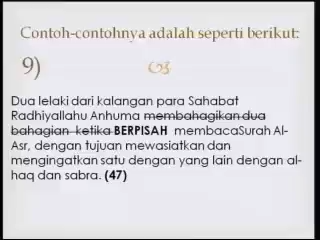 Contoh-contohnya adalah seperti berikut:
9)
Dua lelaki dari kalangan para Sahabat
Radhiyallahu Anhuma membahagikan dua
bahagian ketika BERPISAH membacaSurah Al-
Asr, dengan tujuan mewasiatkan dan
mengingatkan satu dengan yang lain dengan al-
haq dan sabra. (47)